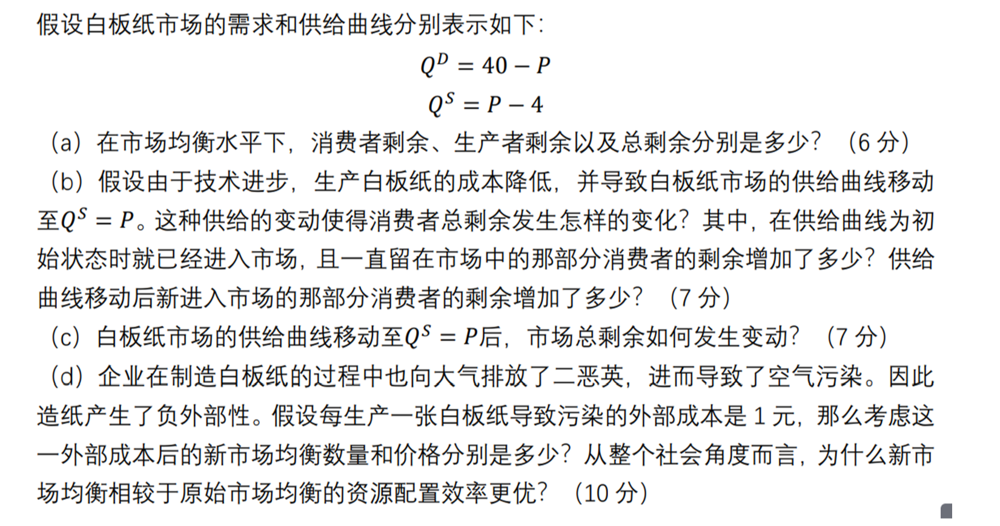 假设白板纸市场的需求和供给曲线分别表示如下：
Q^D = 40 − P
Q^S = P − 4
（a）在市场均衡水平下，消费者剩余、生产者剩余以及总剩余分别是多少？（6 分）
（b）假设由于技术进步，生产白板纸的成本降低，并导致白板纸市场的供给曲线移动
至Q^S = P。这种供给的变动使得消费者总剩余发生怎样的变化？其中，在供给曲线为初
始状态时就已经进入市场，且一直留在市场中的那部分消费者的剩余增加了多少？供给
曲线移动后新进入市场的那部分消费者的剩余增加了多少？（7 分）
（c）白板纸市场的供给曲线移动至Q^S = P后，市场总剩余如何发生变动？（7 分）
（d）企业在制造白板纸的过程中也向大气排放了二恶英，进而导致了空气污染。因此
造纸产生了负外部性。假设每生产一张白板纸导致污染的外部成本是 1 元，那么考虑这
一外部成本后的新市场均衡数量和价格分别是多少？从整个社会角度而言，为什么新市
场均衡相较于原始市场均衡的资源配置效率更优？（10 分）